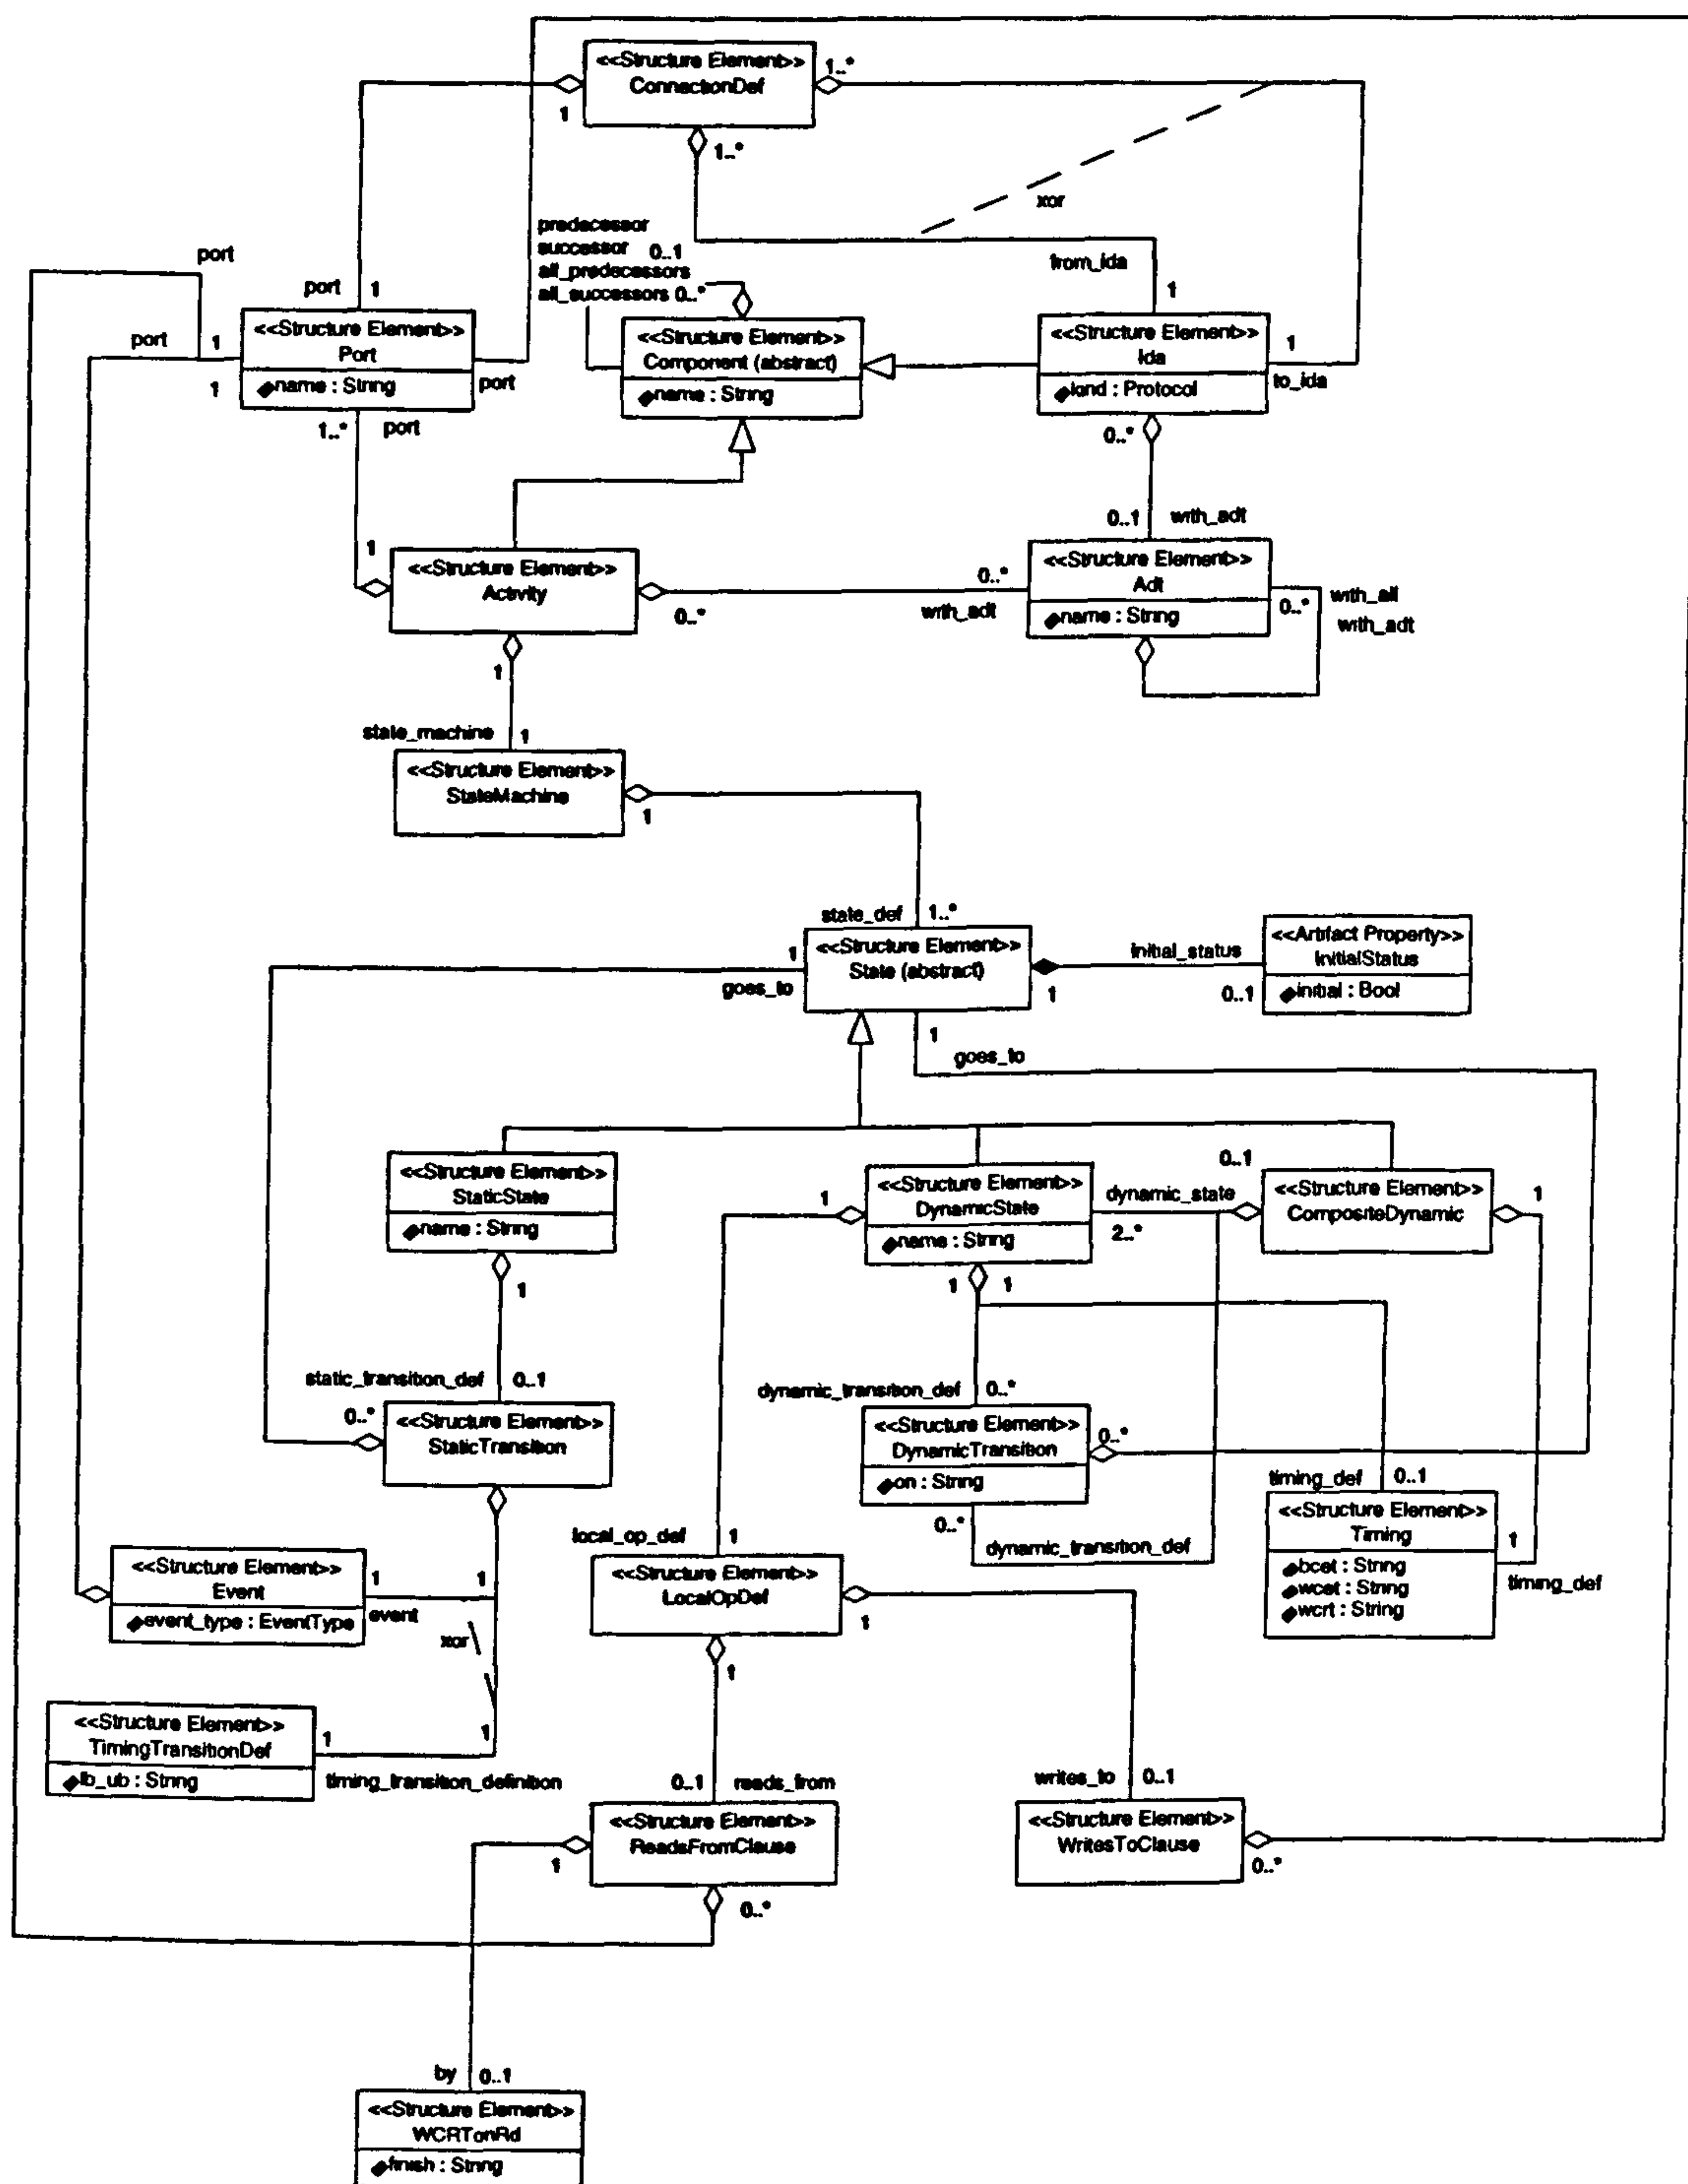 <<Structure Element>>
ConnectionDef
1..*
1
1..*
xor
predecessor
successor 0..1
all_predecessors
all_successors 0..*
from_ida
1
port
port 1
port
1
1
<<Structure Element>>
Port
name : String
port
1..*
port
<<Structure Element>>
Component (abstract)
name : String
<<Structure Element>>
Ida
kind : Protocol
1
to_ida
0..*
0..1 with_adt
1
<<Structure Element>>
Activity
0..*
0..*
with_adt
<<Structure Element>>
Adt
name : String
0..*
with_all
with_adt
1
state_machine 1
<<Structure Element>>
StateMachine
1
state_def 1..*
1
goes_to
<<Structure Element>>
State (abstract)
1
initial_status
0..1
<<Artifact Property>>
InitialStatus
initial : Bool
1
goes_to
<<Structure Element>>
StaticState
name : String
1
1
<<Structure Element>>
DynamicState
name : String
dynamic_state
2..*
0..1
<<Structure Element>>
CompositeDynamic
1
1 1
static_transition_def 0..1
0..*
<<Structure Element>>
StaticTransition
dynamic_transition_def 0..*
<<Structure Element>>
DynamicTransition
on : String
0..*
0..*
dynamic_transition_def
timing_def 0..1
<<Structure Element>>
Timing
bcet : String
wcet : String
wcrt : String
1
timing_def
<<Structure Element>>
Event
event_type : EventType
1
event
1
xor
local_op_def 1
<<Structure Element>>
LocalOpDef
1
1
<<Structure Element>>
TimingTransitionDef
lb_ub : String
1
1
timing_transition_definition
0..1 reads_from
<<Structure Element>>
ReadsFromClause
1
0..*
writes_to 0..1
<<Structure Element>>
WritesToClause
0..*
by 0..1
<<Structure Element>>
WCRTonRd
finish : String